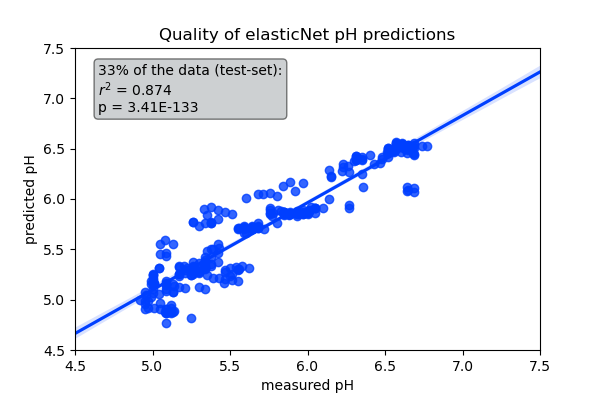 Quality of elasticNet pH predictions
33% of the data (test-set):
r² = 0.874
p = 3.41E-133
predicted pH
7.5
7.0
6.5
6.0
5.5
5.0
4.5
4.5 5.0 5.5 6.0 6.5 7.0 7.5
measured pH